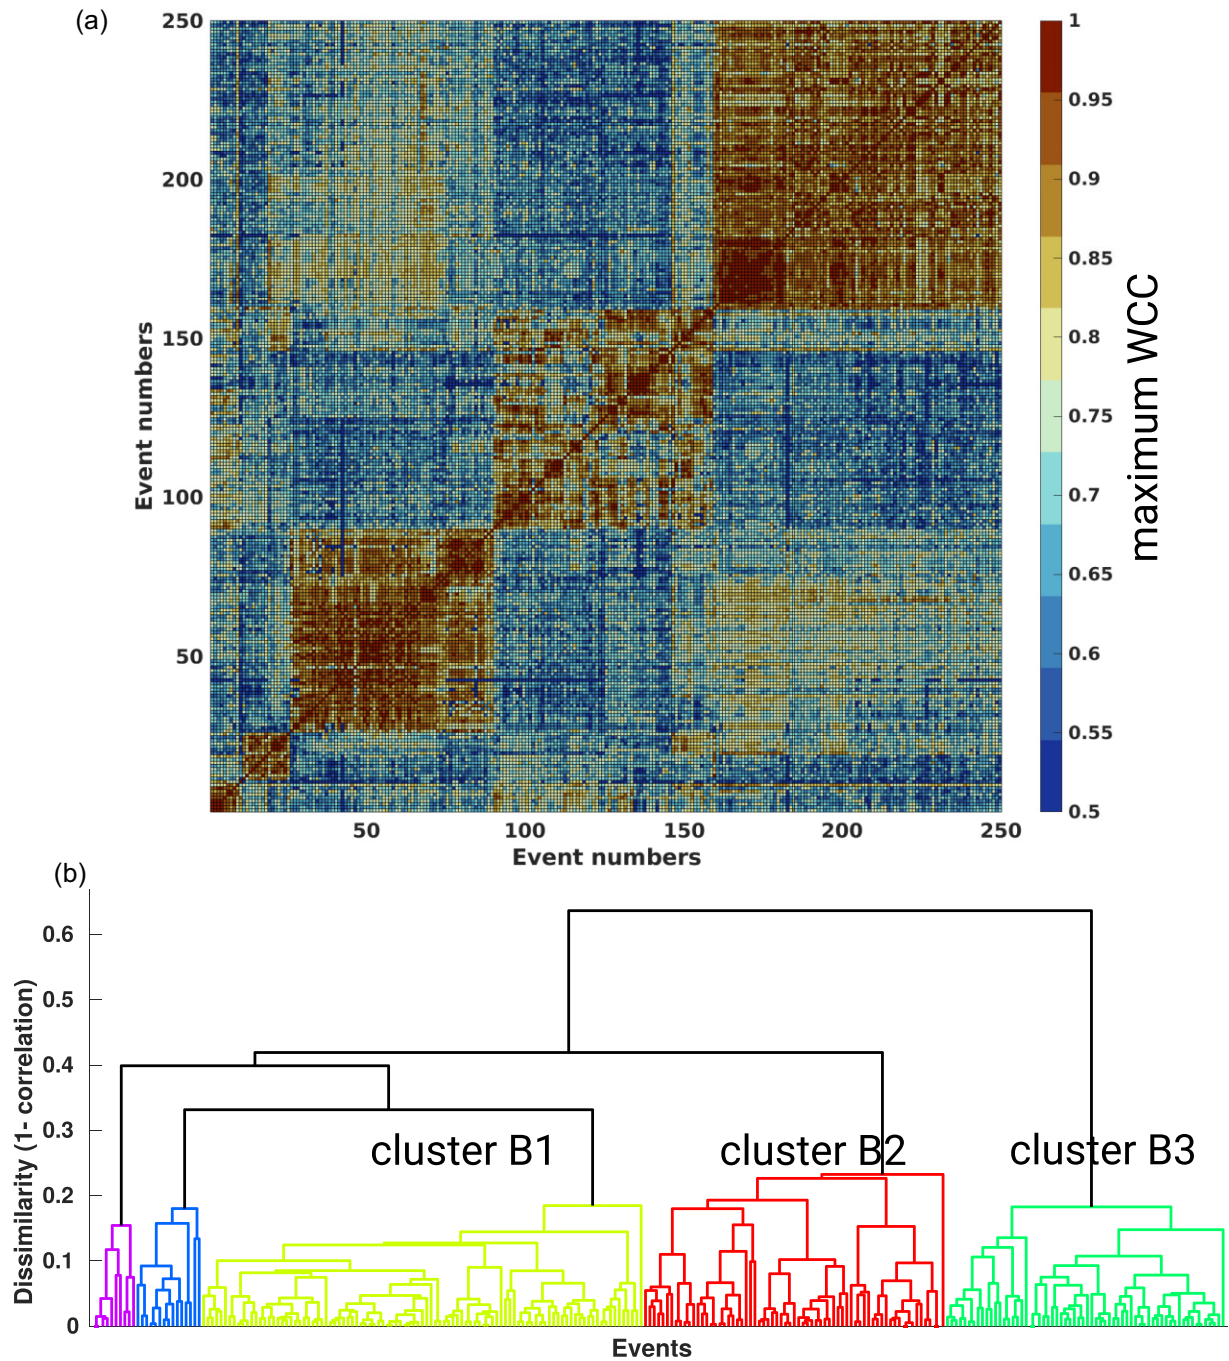 (a)
250
200
150
100
50
Event numbers
50 100 150 200 250
Event numbers
1
0.95
0.9
0.85
0.8
0.75
0.7
0.65
0.6
0.55
0.5
maximum WCC
(b)
0.6
0.5
0.4
0.3
0.2
0.1
0
Dissimilarity (1- correlation)
cluster B1 cluster B2 cluster B3
Events